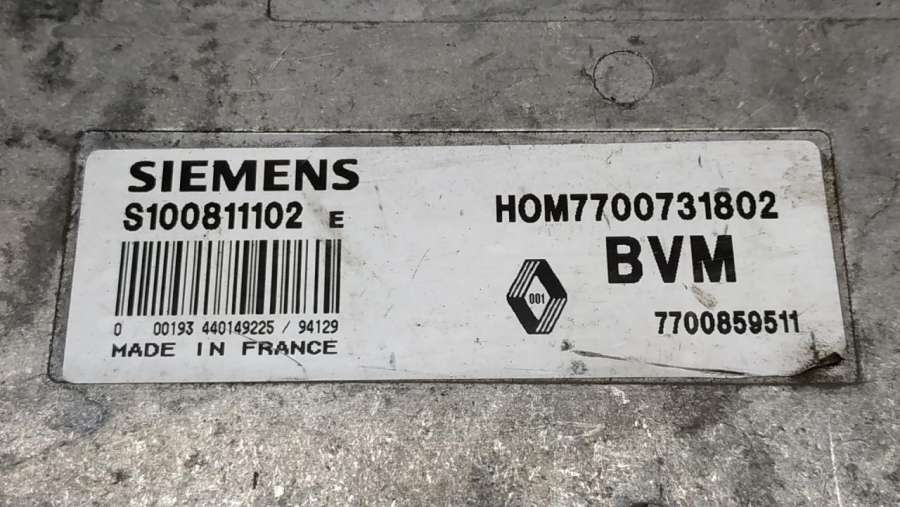 SIEMENS
S100811102 E
0 00193 440149225 / 94129
MADE IN FRANCE
HOM7700731802
BVM
001
7700859511